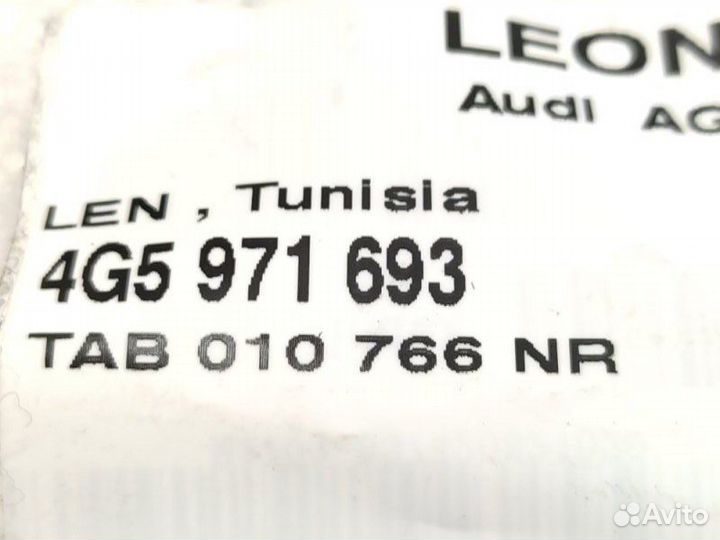 LEON
Audi AG
LEN , Tunisia
4G5 971 693
TAB 010 766 NR
Avito